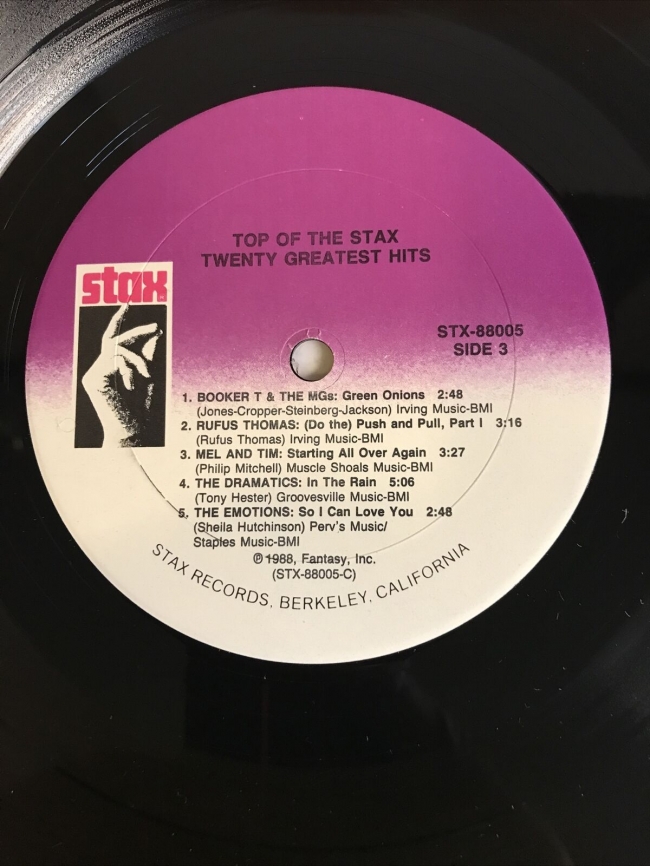 TOP OF THE STAX
TWENTY GREATEST HITS
stax
STX-88005
SIDE 3
1. BOOKER T & THE MGs: Green Onions 2:48
(Jones-Cropper-Steinberg-Jackson) Irving Music-BMI
2. RUFUS THOMAS: (Do the) Push and Pull, Part I 3:16
(Rufus Thomas) Irving Music-BMI
3. MEL AND TIM: Starting All Over Again 3:27
(Philip Mitchell) Muscle Shoals Music-BMI
4. THE DRAMATICS: In The Rain 5:06
(Tony Hester) Groovesville Music-BMI
5. THE EMOTIONS: So I Can Love You 2:48
(Sheila Hutchinson) Perv's Music/
Staples Music-BMI
℗1988, Fantasy, Inc.
(STX-88005-C)
STAX RECORDS, BERKELEY, CALIFORNIA